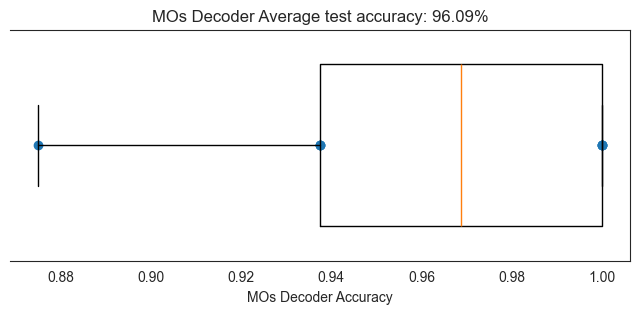 MOs Decoder Average test accuracy: 96.09%
0.88 0.90 0.92 0.94 0.96 0.98 1.00
MOs Decoder Accuracy